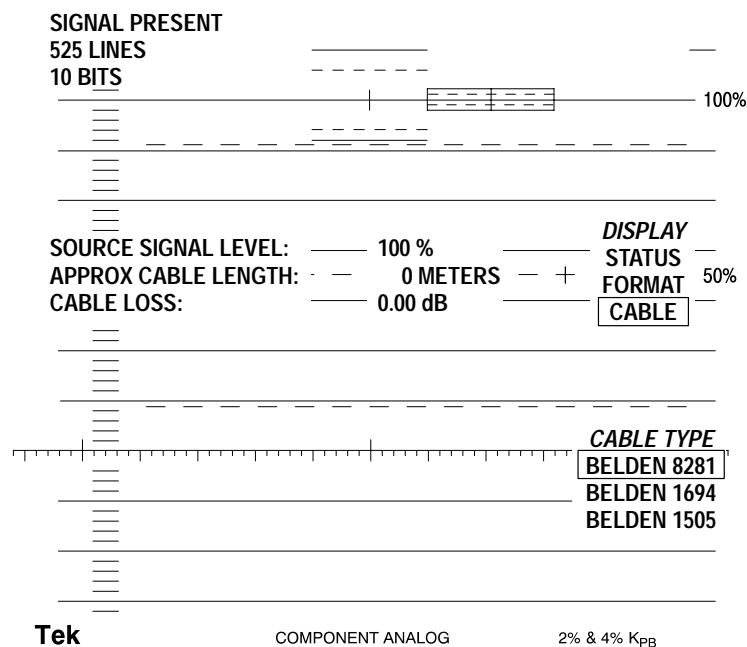 SIGNAL PRESENT
525 LINES
10 BITS
100%
SOURCE SIGNAL LEVEL: 100 %
APPROX CABLE LENGTH: 0 METERS
CABLE LOSS: 0.00 dB
DISPLAY
STATUS
FORMAT
CABLE
50%
CABLE TYPE
BELDEN 8281
BELDEN 1694
BELDEN 1505
Tek COMPONENT ANALOG 2% & 4% KPB